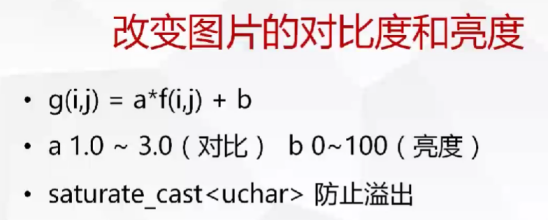 改变图片的对比度和亮度
• g(i,j) = a*f(i,j) + b
• a 1.0 ~ 3.0（对比） b 0~100（亮度）
• saturate_cast<uchar> 防止溢出